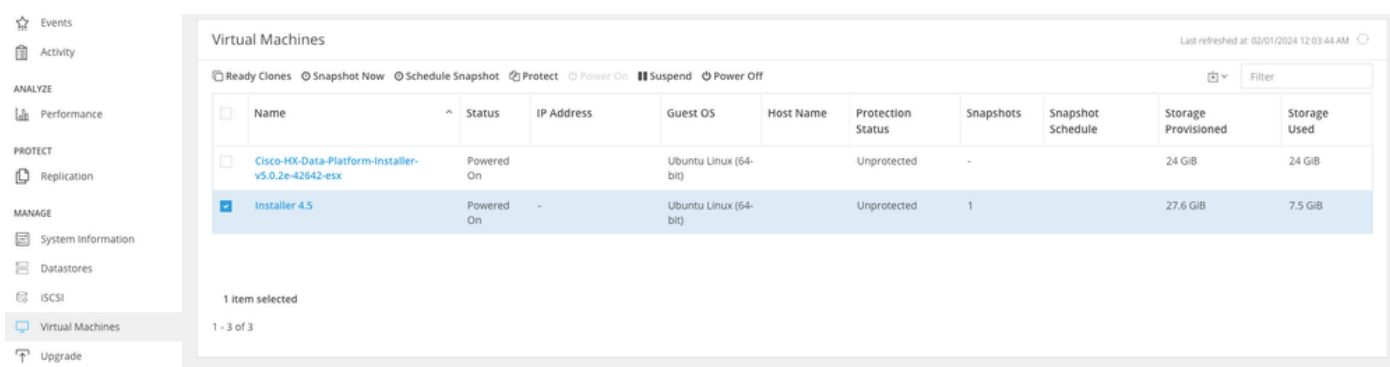 Events
Activity
ANALYZE
Performance
PROTECT
Replication
MANAGE
System Information
Datastores
iSCSI
Virtual Machines
Upgrade
Virtual Machines
Last refreshed at: 02/01/2024 12:03:44 AM
Ready Clones Snapshot Now Schedule Snapshot Protect Power On Suspend Power Off Filter
Name Status IP Address Guest OS Host Name Protection Status Snapshots Snapshot Schedule Storage Provisioned Storage Used
Cisco-HX-Data-Platform-Installer-v5.0.2e-42642-esx Powered On Ubuntu Linux (64-bit) Unprotected - 24 GiB 24 GiB
Installer 4.5 Powered On - Ubuntu Linux (64-bit) Unprotected 1 27.6 GiB 7.5 GiB
1 item selected
1 - 3 of 3